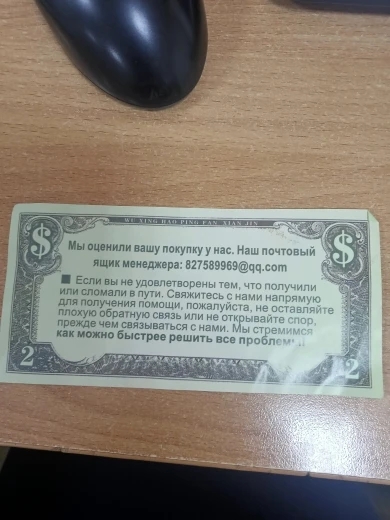 WU XING HAO PING FAN XIAN JIN
$ $
Мы оценили вашу покупку у нас. Наш почтовый
ящик менеджера: 827589969@qq.com
■ Если вы не удовлетворены тем, что получили
или сломали в пути. Свяжитесь с нами напрямую
для получения помощи, пожалуйста, не оставляйте
плохую обратную связь или не открывайте спор,
прежде чем связываться с нами. Мы стремимся
как можно быстрее решить все проблемы!
2 2